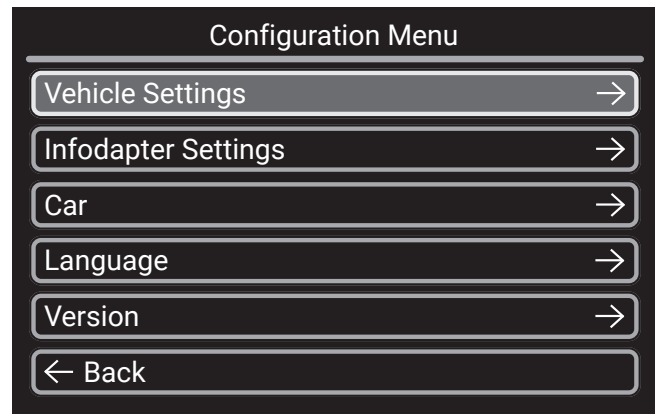 Configuration Menu
Vehicle Settings
Infodapter Settings
Car
Language
Version
Back